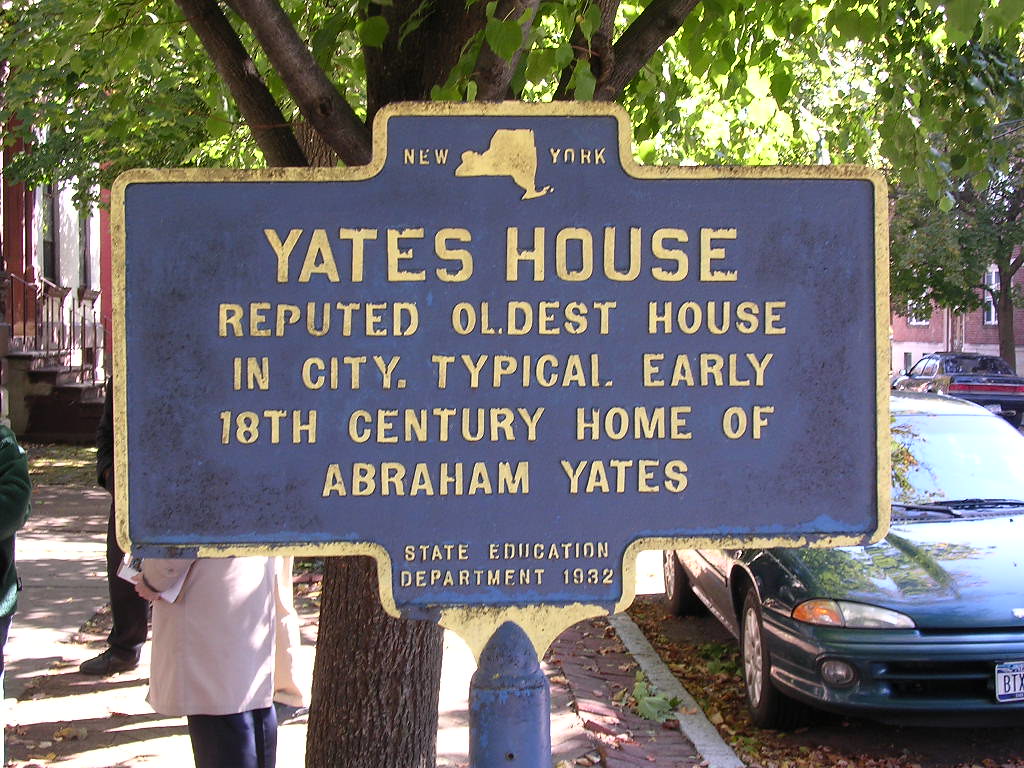 NEW YORK
YATES HOUSE
REPUTED OLDEST HOUSE
IN CITY. TYPICAL EARLY
18TH CENTURY HOME OF
ABRAHAM YATES
STATE EDUCATION
DEPARTMENT 1932
BTX